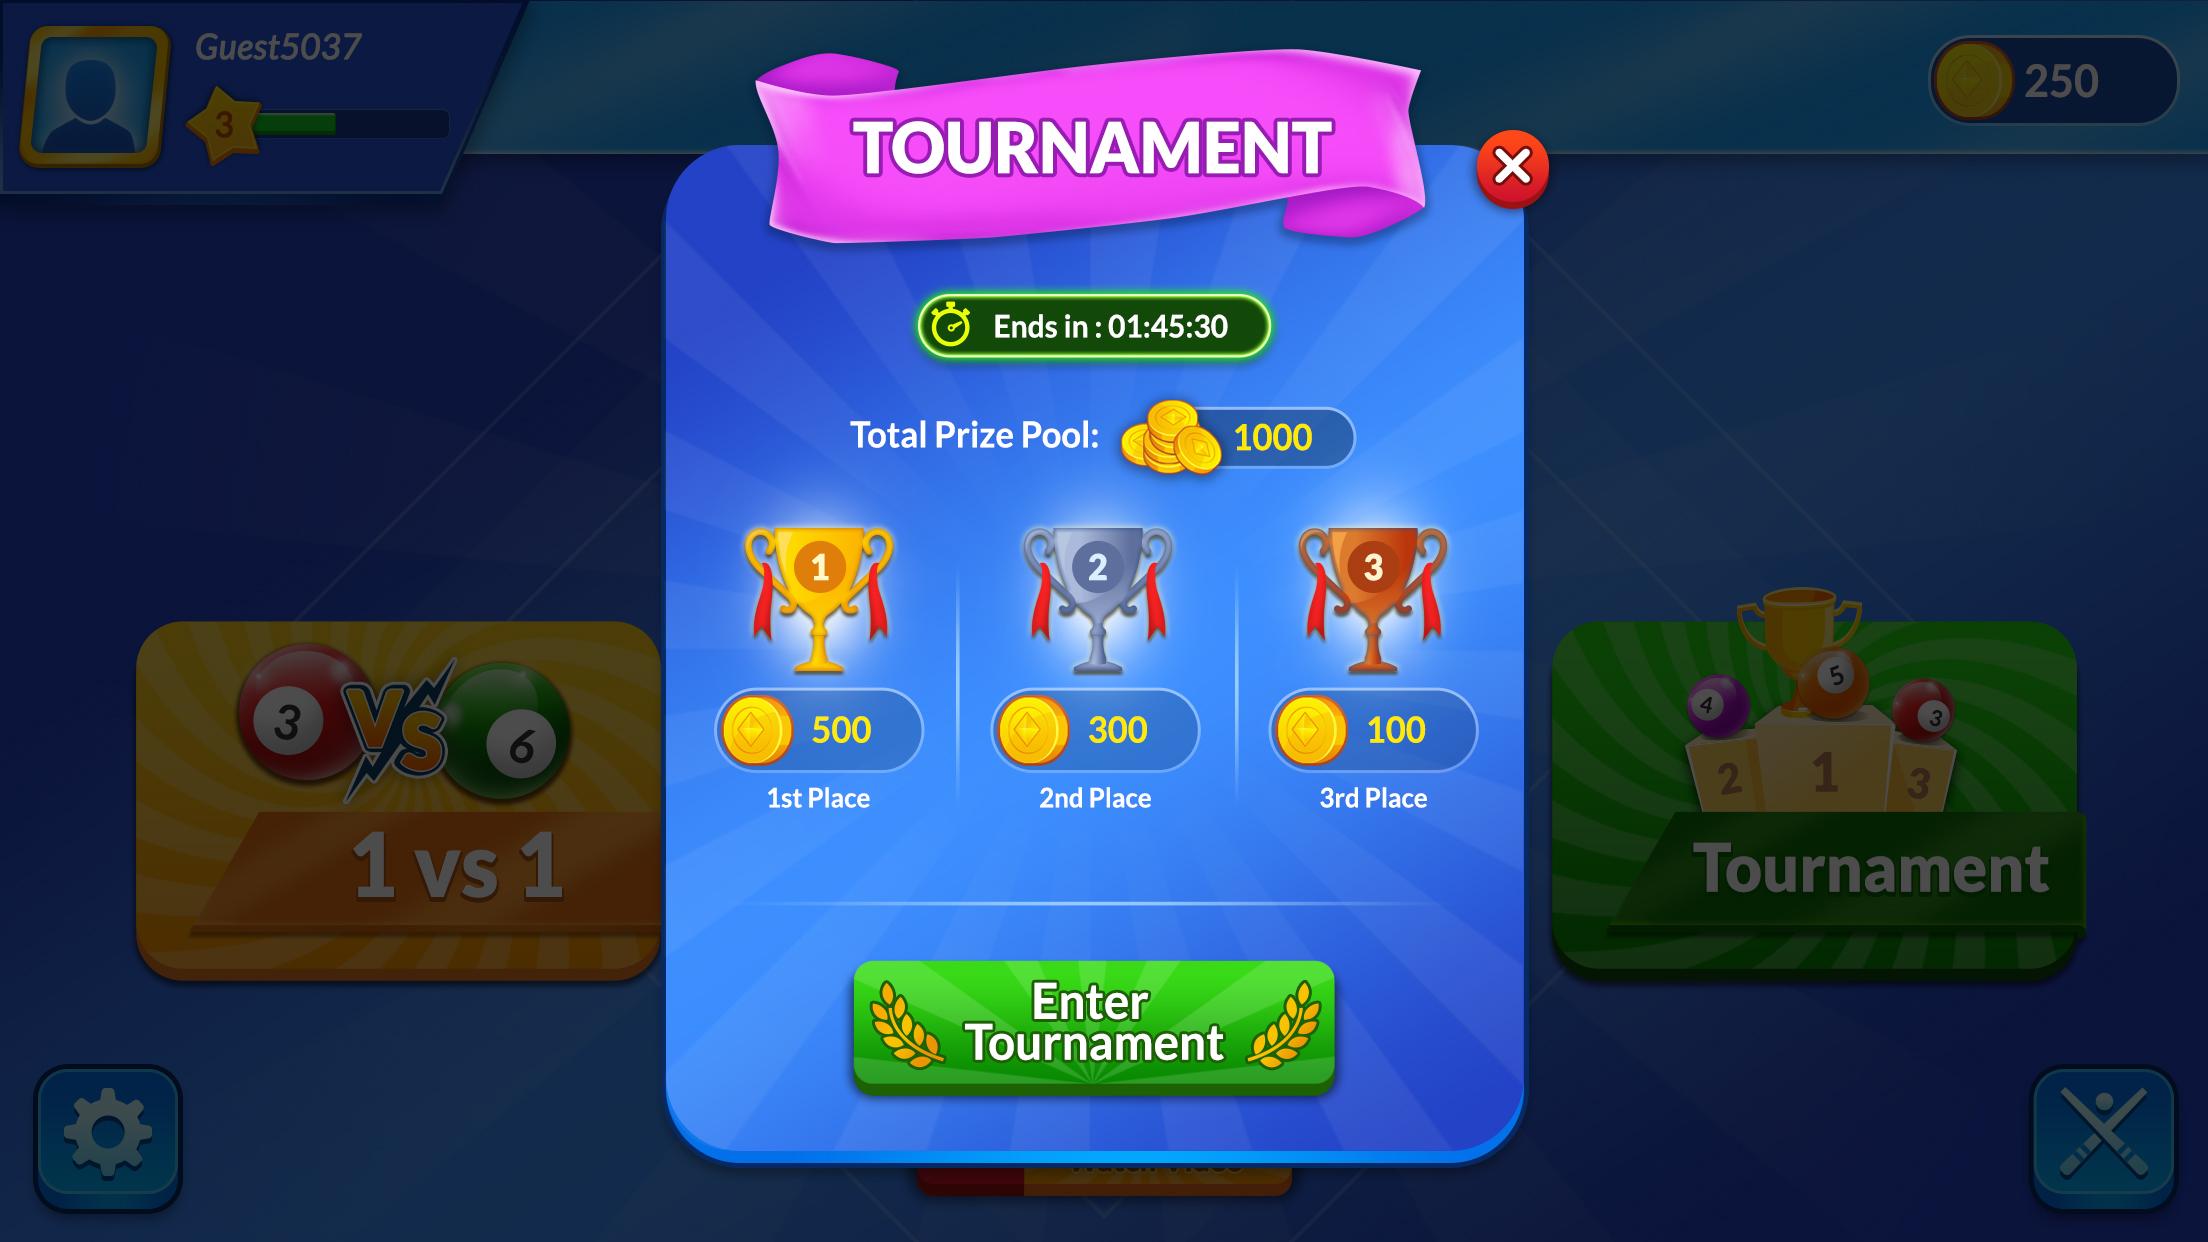 Guest5037
3
250
TOURNAMENT
Ends in : 01:45:30
Total Prize Pool: 1000
1 2 3
500 300 100
1st Place 2nd Place 3rd Place
3 VS 6
1 vs 1
4 5 3
2 1 3
Tournament
Enter
Tournament
Watch Video